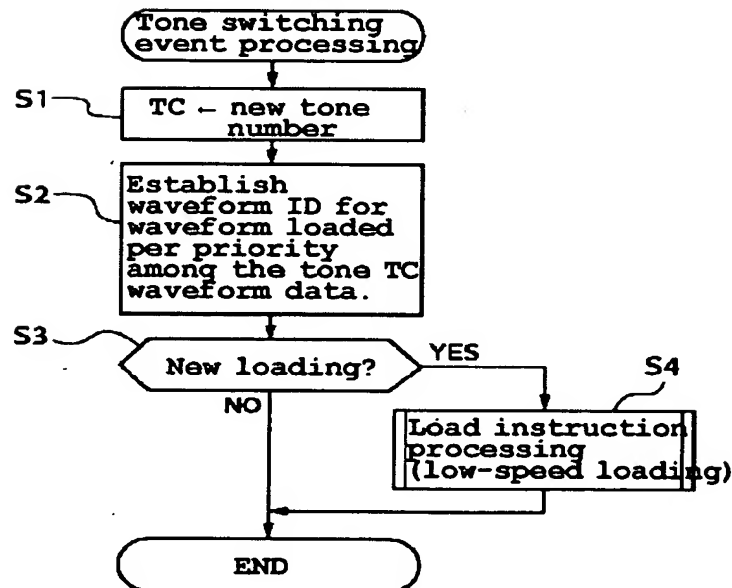 Tone switching
event processing
S1
TC ← new tone
number
S2
Establish
waveform ID for
waveform loaded
per priority
among the tone TC
waveform data.
S3
New loading?
YES
NO
S4
Load instruction
processing
(low-speed loading)
END